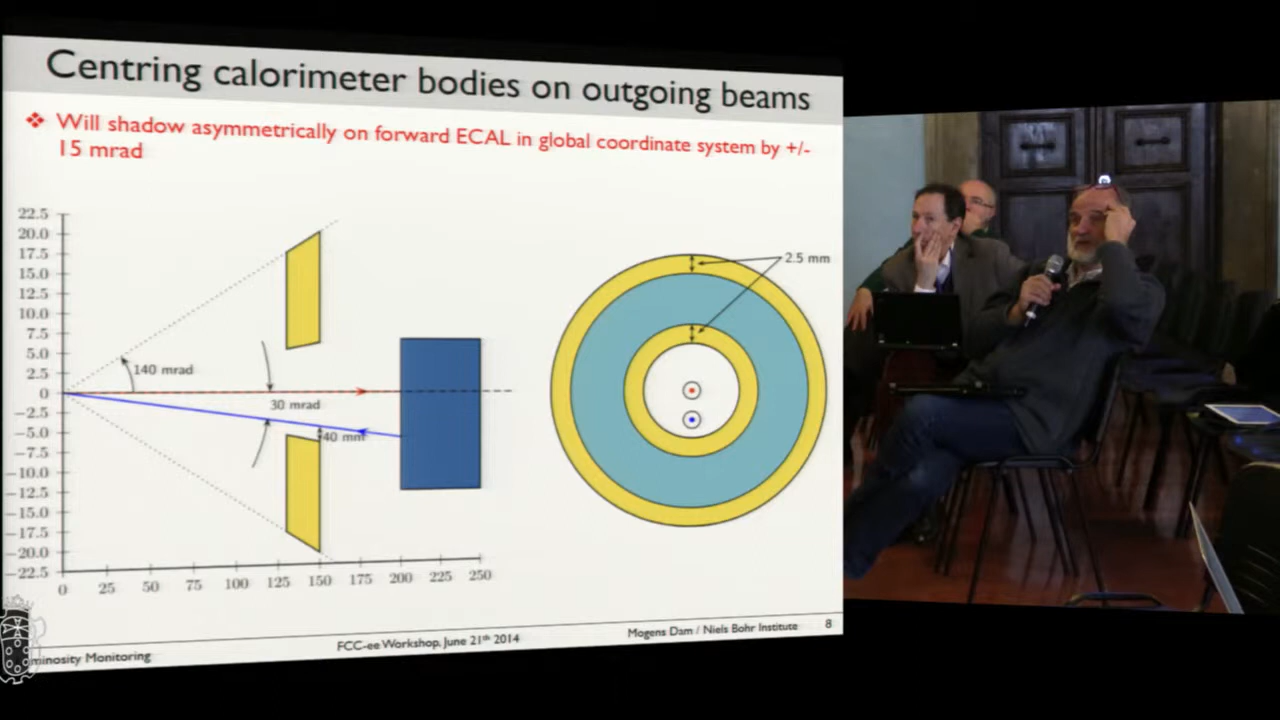 Centring calorimeter bodies on outgoing beams
❖ Will shadow asymmetrically on forward ECAL in global coordinate system by +/-
15 mrad
22.5
20.0
17.5
15.0
12.5
10.0
7.5
5.0
2.5
0
−2.5
−5.0
−7.5
−10.0
−12.5
−15.0
−17.5
−20.0
−22.5
0 25 50 75 100 125 150 175 200 225 250
140 mrad
30 mrad
40 mm
2.5 mm
minosity Monitoring
FCC-ee Workshop, June 21th 2014
Mogens Dam / Niels Bohr Institute
8